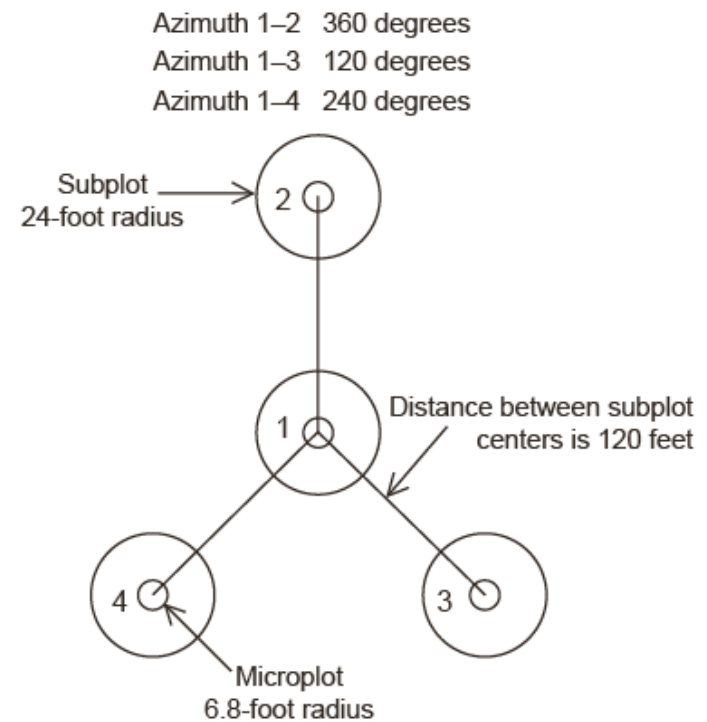 Azimuth 1–2 360 degrees
Azimuth 1–3 120 degrees
Azimuth 1–4 240 degrees
Subplot
24-foot radius
2
1
Distance between subplot
centers is 120 feet
4
3
Microplot
6.8-foot radius